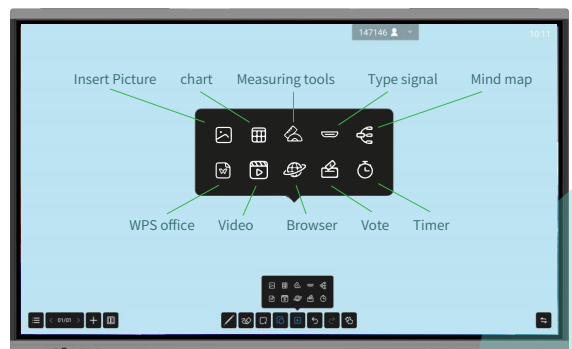 147146
10:11
Insert Picture chart Measuring tools Type signal Mind map
WPS office Video Browser Vote Timer
01/01